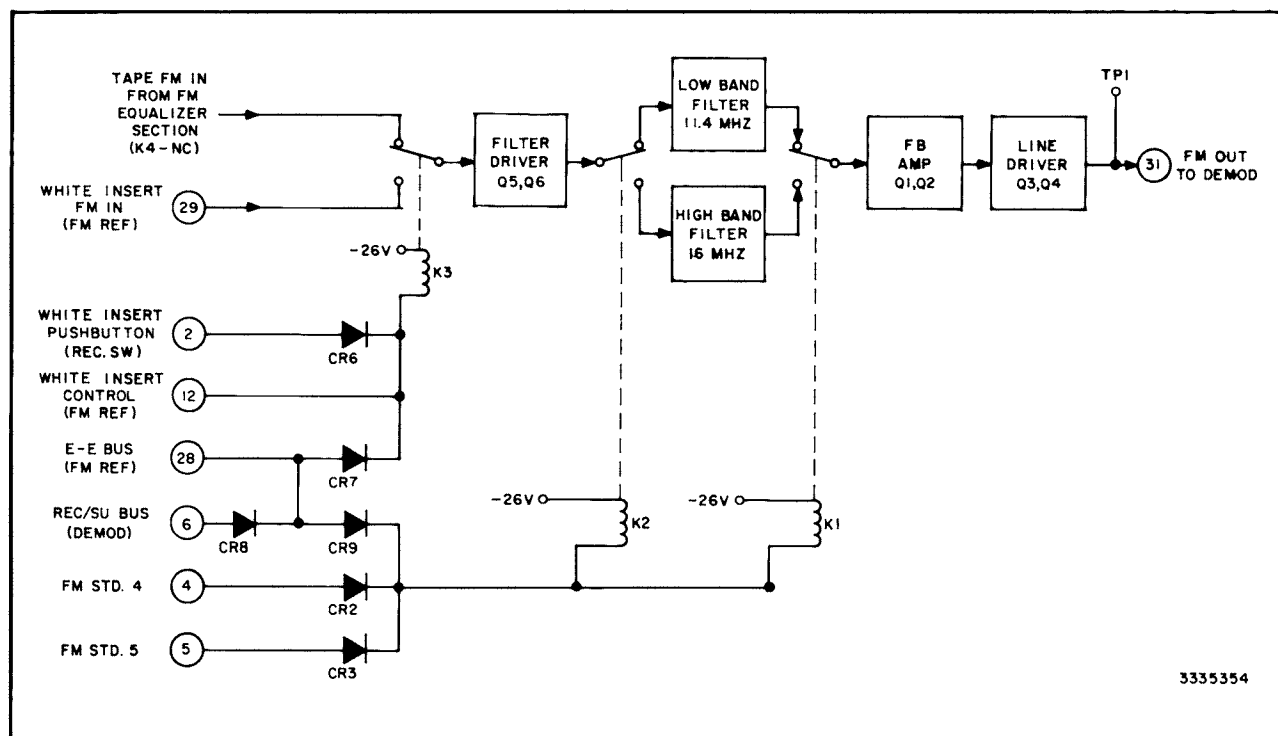 TAPE FM IN
FROM FM
EQUALIZER
SECTION
(K4-NC)
WHITE INSERT
FM IN
(FM REF)
29
FILTER
DRIVER
Q5,Q6
LOW BAND
FILTER
11.4 MHZ
HIGH BAND
FILTER
16 MHZ
FB
AMP
Q1,Q2
LINE
DRIVER
Q3,Q4
TP1
31
FM OUT
TO DEMOD
-26V
K3
WHITE INSERT
PUSHBUTTON
(REC. SW)
2
CR6
WHITE INSERT
CONTROL
(FM REF)
12
E-E BUS
(FM REF)
28
CR7
REC/SU BUS
(DEMOD)
6
CR8
CR9
-26V
K2
-26V
K1
FM STD. 4
4
CR2
FM STD. 5
5
CR3
3335354